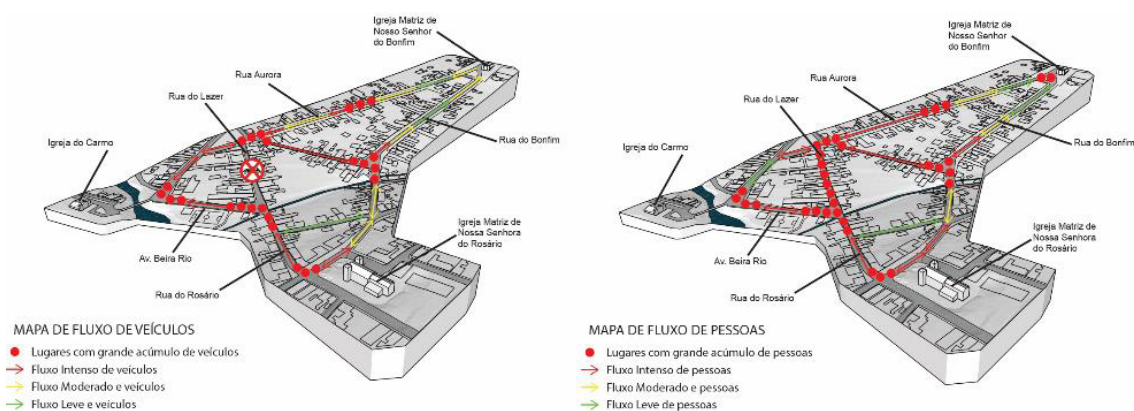 Igreja Matriz de
Nosso Senhor
do Bonfim
Rua Aurora
Rua do Lazer
Igreja do Carmo
Rua do Bonfim
Igreja Matriz de
Nossa Senhora
do Rosário
Av. Beira Rio
Rua do Rosário
MAPA DE FLUXO DE VEÍCULOS
Lugares com grande acúmulo de veículos
Fluxo Intenso de veículos
Fluxo Moderado e veículos
Fluxo Leve e veículos
Igreja Matriz de
Nosso Senhor
do Bonfim
Rua Aurora
Rua do Lazer
Igreja do Carmo
Rua do Bonfim
Igreja Matriz de
Nossa Senhora
do Rosário
Av. Beira Rio
Rua do Rosário
MAPA DE FLUXO DE PESSOAS
Lugares com grande acúmulo de pessoas
Fluxo Intenso de pessoas
Fluxo Moderado e pessoas
Fluxo Leve de pessoas